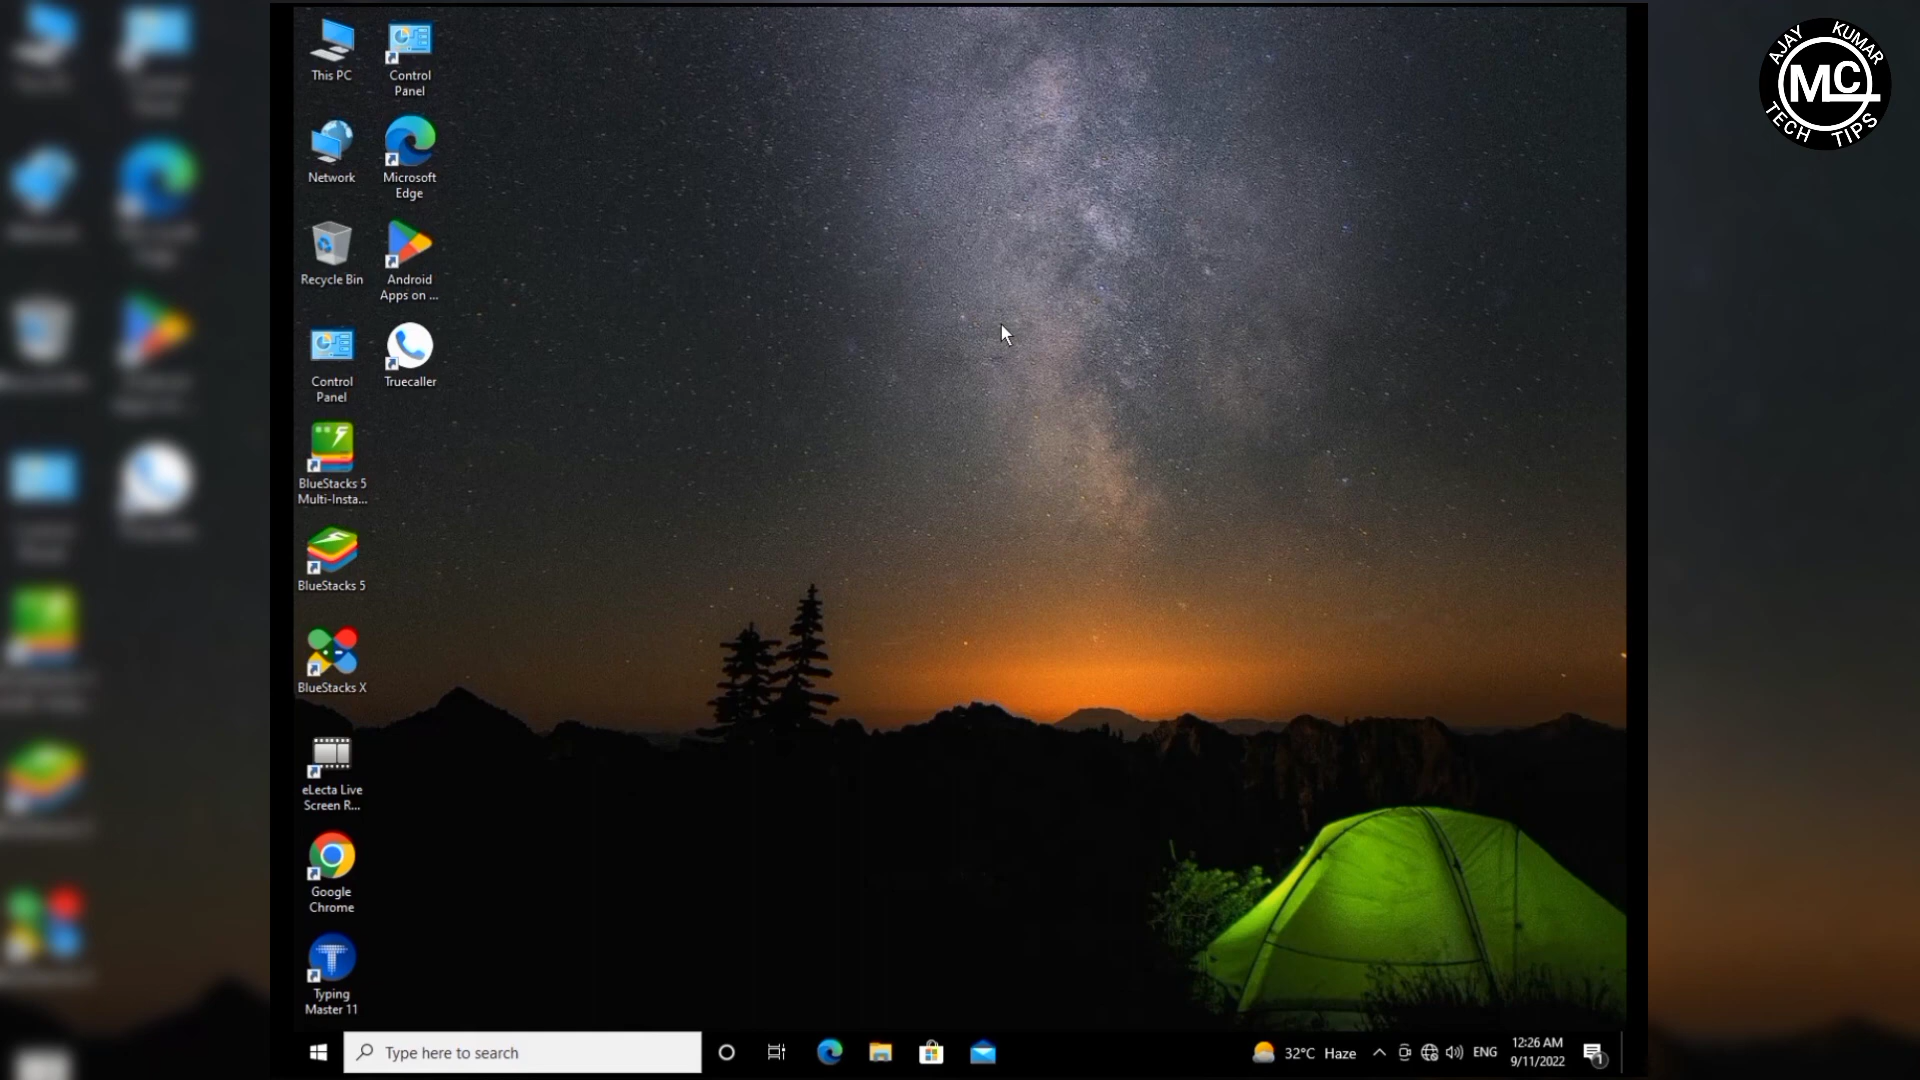 This PC
Control
Panel
Network
Microsoft
Edge
Recycle Bin
Android
Apps on ...
Control
Panel
Truecaller
BlueStacks 5
Multi-Insta...
BlueStacks 5
BlueStacks X
eLecta Live
Screen R...
Google
Chrome
Typing
Master 11
Type here to search
32°C Haze
ENG
12:26 AM
9/11/2022
1
AJAY KUMAR
MC
TECH TIPS